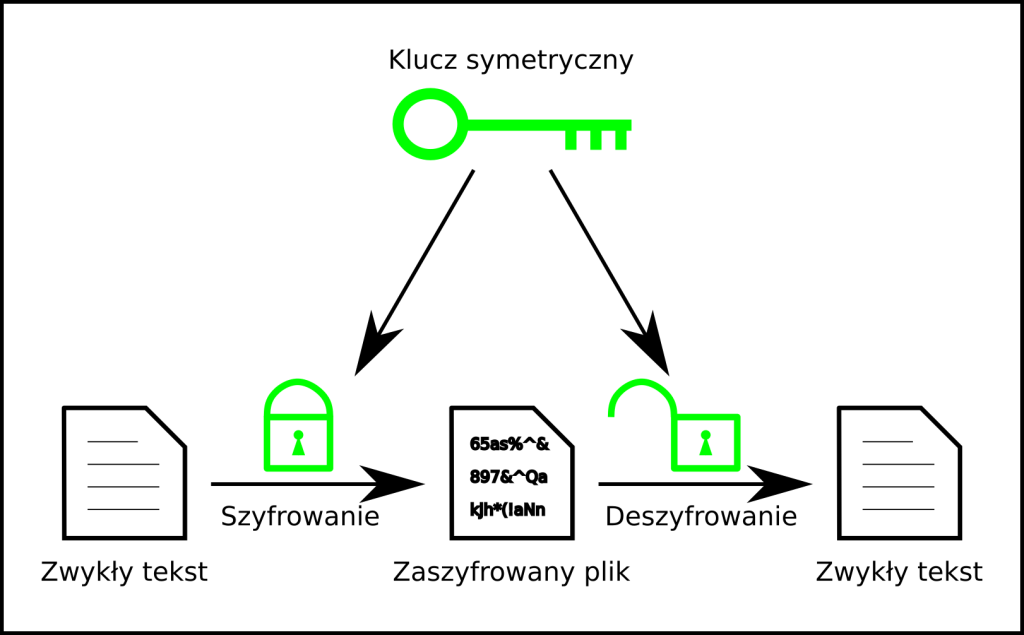 Klucz symetryczny
65as%^&
897&^Qa
kJh*(IaNn
Szyfrowanie
Deszyfrowanie
Zwykły tekst
Zaszyfrowany plik
Zwykły tekst